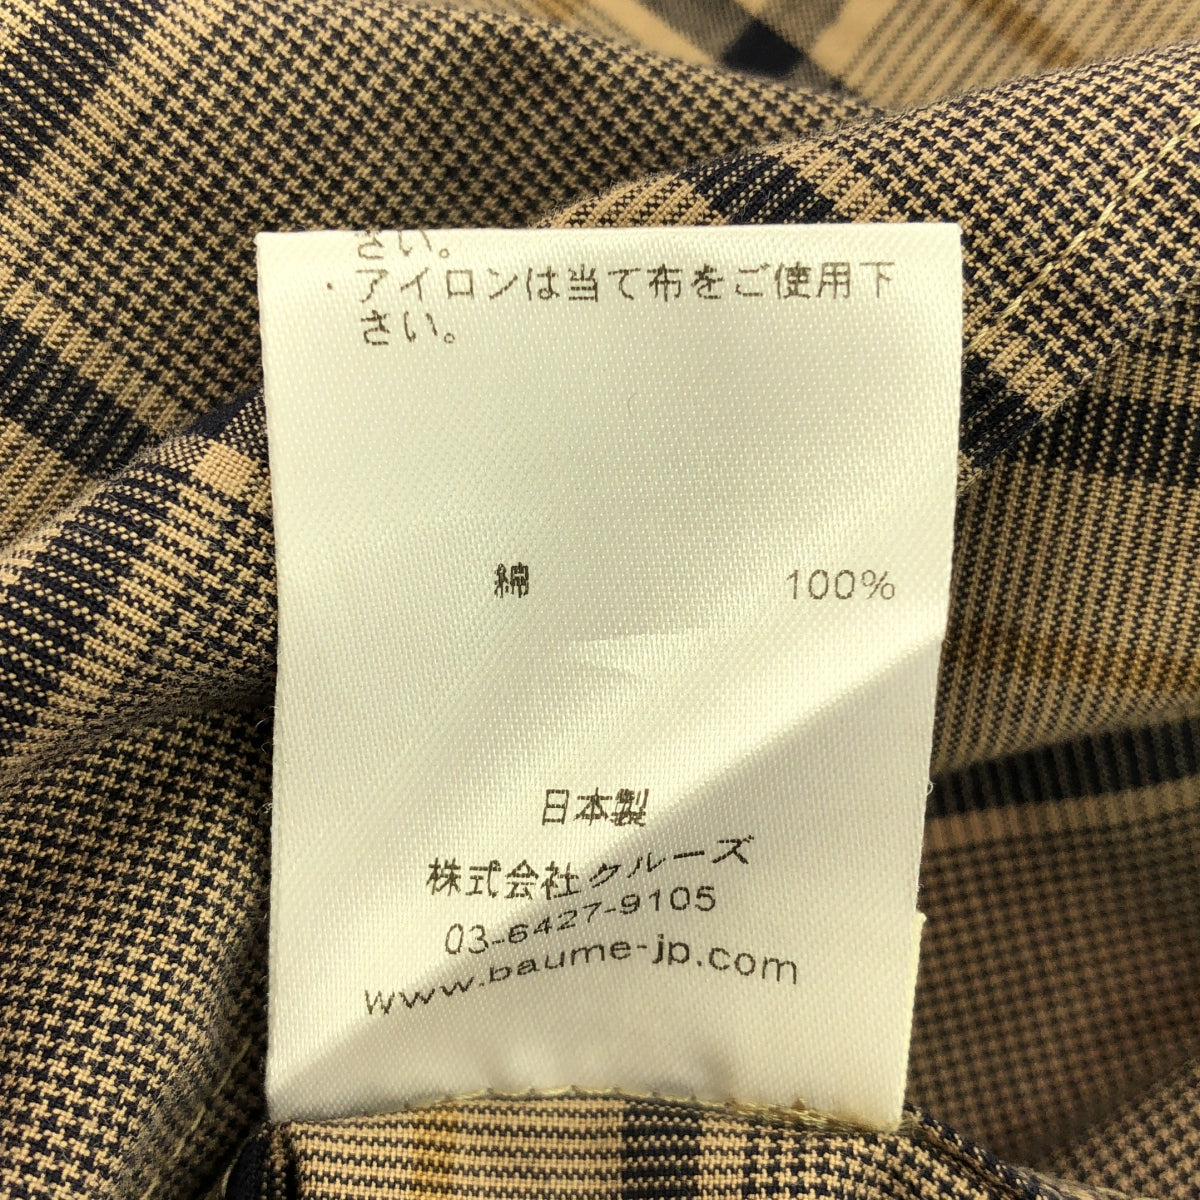 さい。
・アイロンは当て布をご使用下
さい。
綿 100%
日本製
株式会社クルーズ
03-6427-9105
www.baume-jp.com